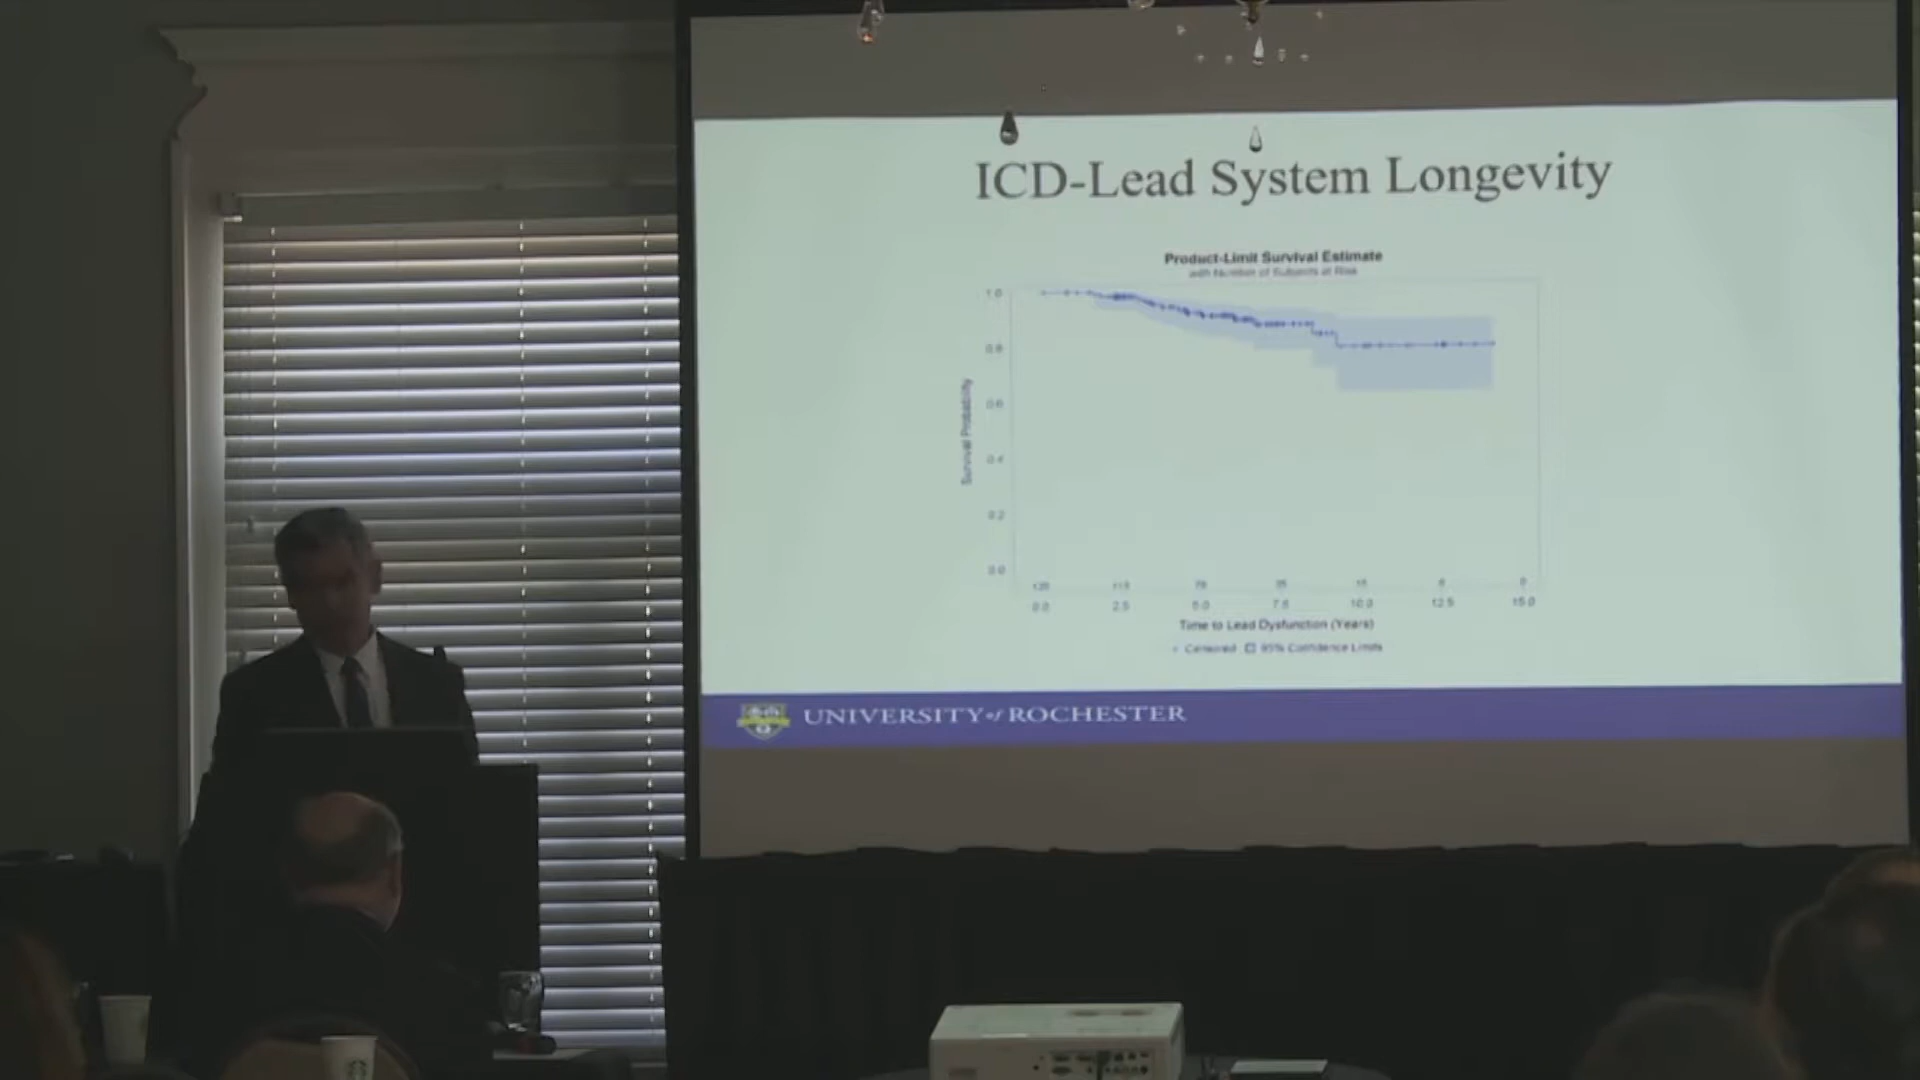 ICD-Lead System Longevity
Product-Limit Survival Estimate
with Number of Subjects at Risk
1.0
0.8
0.6
0.4
0.2
0.0
Survival Probability
0.0 2.5 5.0 7.5 10.0 12.5 15.0
Time to Lead Dysfunction (Years)
+ Censored 95% Confidence Limits
UNIVERSITY of ROCHESTER